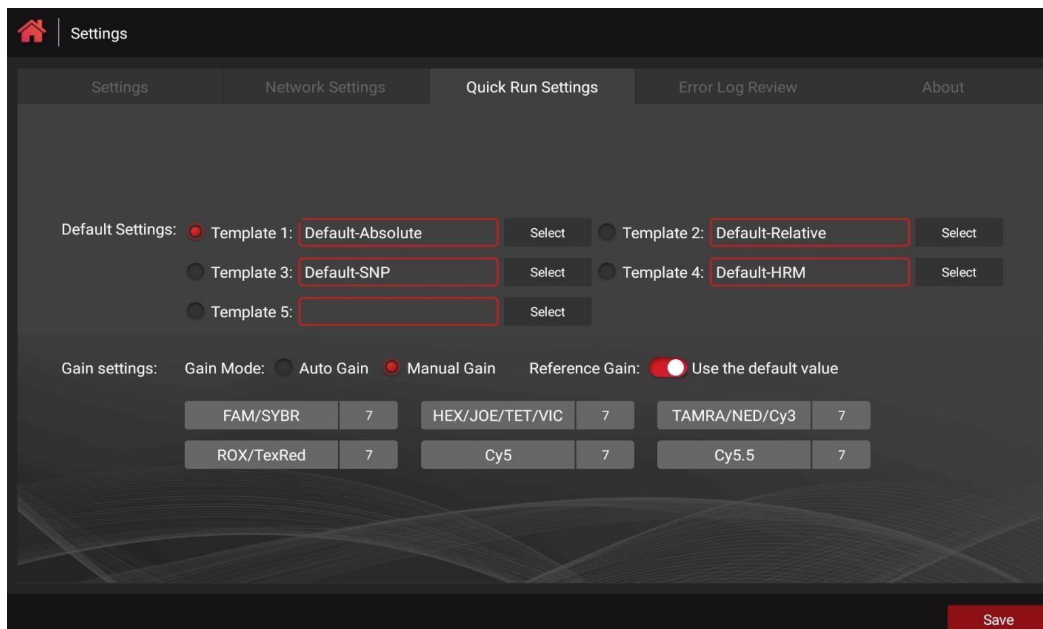 Settings
Settings Network Settings Quick Run Settings Error Log Review About
Default Settings: Template 1: Default-Absolute Select Template 2: Default-Relative Select
Template 3: Default-SNP Select Template 4: Default-HRM Select
Template 5: Select
Gain settings: Gain Mode: Auto Gain Manual Gain Reference Gain: Use the default value
FAM/SYBR 7 HEX/JOE/TET/VIC 7 TAMRA/NED/Cy3 7
ROX/TexRed 7 Cy5 7 Cy5.5 7
Save